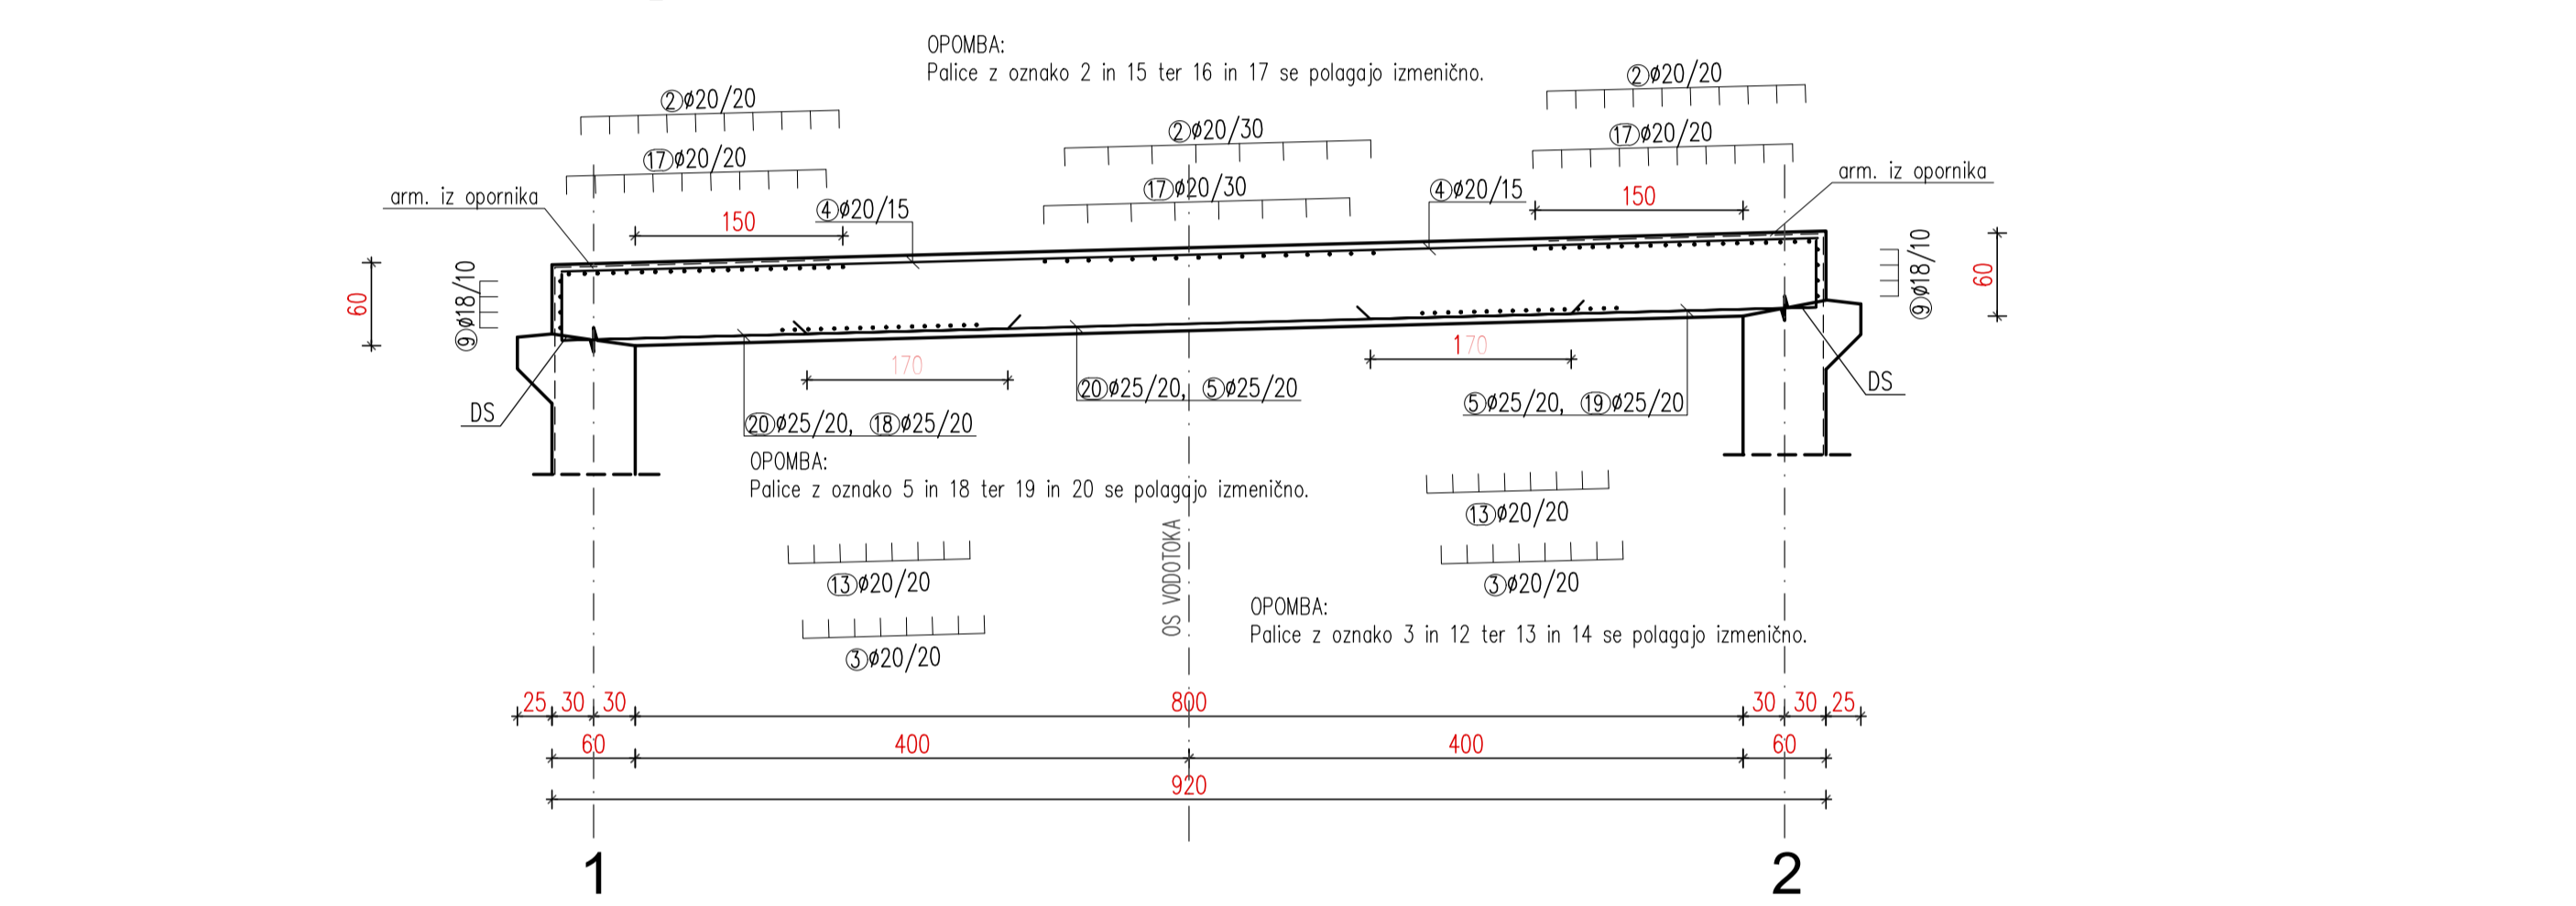 OPOMBA:
Palice z oznako 2 in 15 ter 16 in 17 se polagajo izmenično.
②ø20/20
②ø20/20
②ø20/30
⑰ø20/20
⑰ø20/20
arm. iz opornika
arm. iz opornika
⑰ø20/30
④ø20/15
④ø20/15
150
150
60
⑨ø18/10
⑨ø18/10
60
170
170
DS
DS
⑳ø25/20, ⑤ø25/20
⑤ø25/20, ⑲ø25/20
⑳ø25/20, ⑱ø25/20
OPOMBA:
Palice z oznako 5 in 18 ter 19 in 20 se polagajo izmenično.
⑬ø20/20
⑬ø20/20
③ø20/20
③ø20/20
OS VODOTOKA
OPOMBA:
Palice z oznako 3 in 12 ter 13 in 14 se polagajo izmenično.
25 30 30 800 30 30 25
60 400 400 60
920
1 2